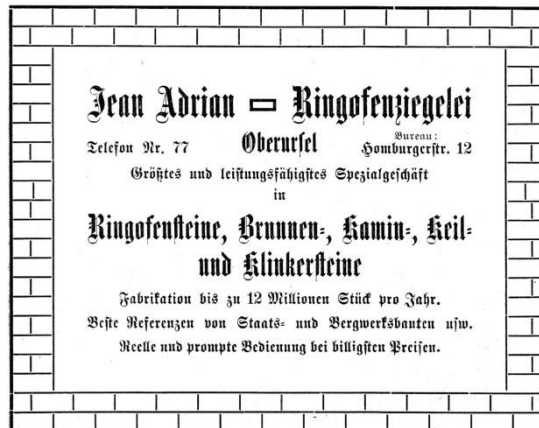 Jean Adrian — Ringofenziegelei
Telefon Nr. 77 Oberursel Bureau: Homburgerstr. 12
Größtes und leistungsfähigstes Spezialgeschäft
in
Ringofensteine, Brunnen-, Kamin-, Keil-
und Klinkersteine
Fabrikation bis zu 12 Millionen Stück pro Jahr.
Beste Referenzen von Staats- und Bergwerksbauten usw.
Reelle und prompte Bedienung bei billigsten Preisen.